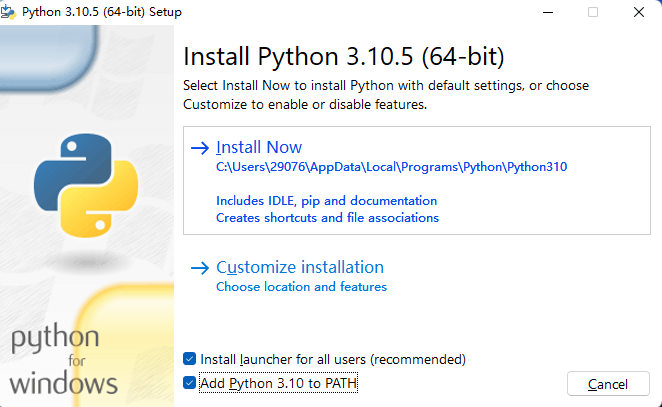 Python 3.10.5 (64-bit) Setup
Install Python 3.10.5 (64-bit)
Select Install Now to install Python with default settings, or choose
Customize to enable or disable features.
Install Now
C:\Users\29076\AppData\Local\Programs\Python\Python310
Includes IDLE, pip and documentation
Creates shortcuts and file associations
Customize installation
Choose location and features
python
for
windows
Install launcher for all users (recommended)
Add Python 3.10 to PATH
Cancel